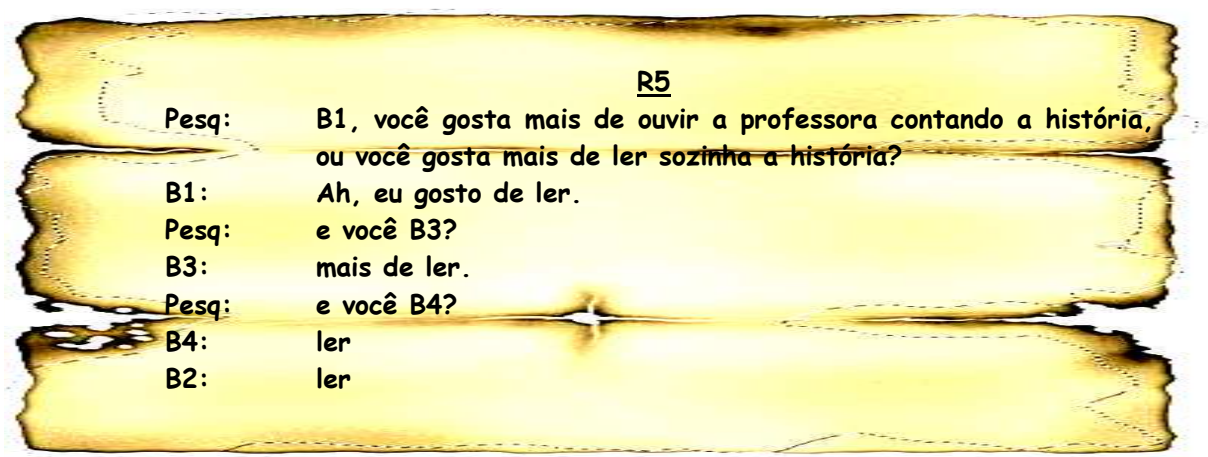 R5
Pesq: B1, você gosta mais de ouvir a professora contando a história,
ou você gosta mais de ler sozinha a história?
B1: Ah, eu gosto de ler.
Pesq: e você B3?
B3: mais de ler.
Pesq: e você B4?
B4: ler
B2: ler